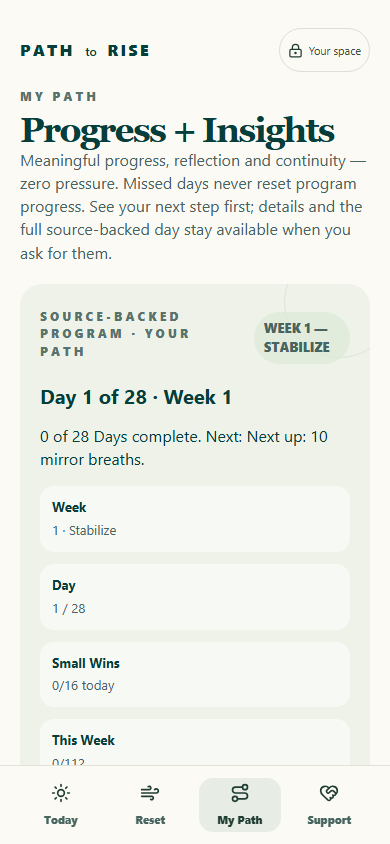 PATH to RISE
Your space
MY PATH
Progress + Insights
Meaningful progress, reflection and continuity —
zero pressure. Missed days never reset program
progress. See your next step first; details and the
full source-backed day stay available when you
ask for them.
SOURCE-BACKED
PROGRAM · YOUR
PATH
WEEK 1 —
STABILIZE
Day 1 of 28 · Week 1
0 of 28 Days complete. Next: Next up: 10
mirror breaths.
Week
1 · Stabilize
Day
1 / 28
Small Wins
0/16 today
This Week
0/112
Today
Reset
My Path
Support